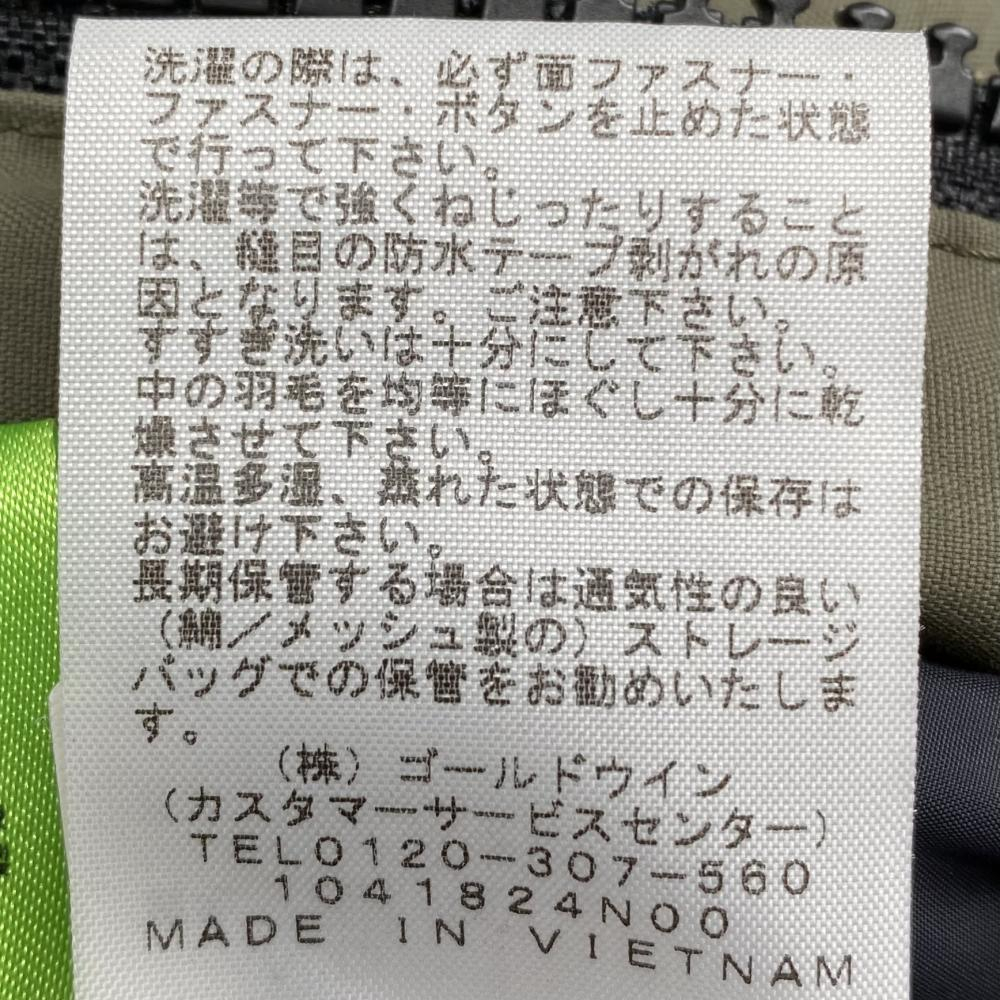 洗濯の際は、必ず面ファスナー・
ファスナー・ボタンを止めた状態
で行って下さい。
洗濯等で強くねじったりすること
は、縫目の防水テープ剥がれの原
因となります。ご注意下さい。
すすぎ洗いは十分にして下さい。
中の羽毛を均等にほぐし十分に乾
燥させて下さい。
高温多湿、蒸れた状態での保存は
お避け下さい。
長期保管する場合は通気性の良い
（綿／メッシュ製の）ストレージ
バッグでの保管をお勧めいたしま
す。
（株）ゴールドウイン
（カスタマーサービスセンター）
TEL0120-307-560
1041824N00
MADE IN VIETNAM